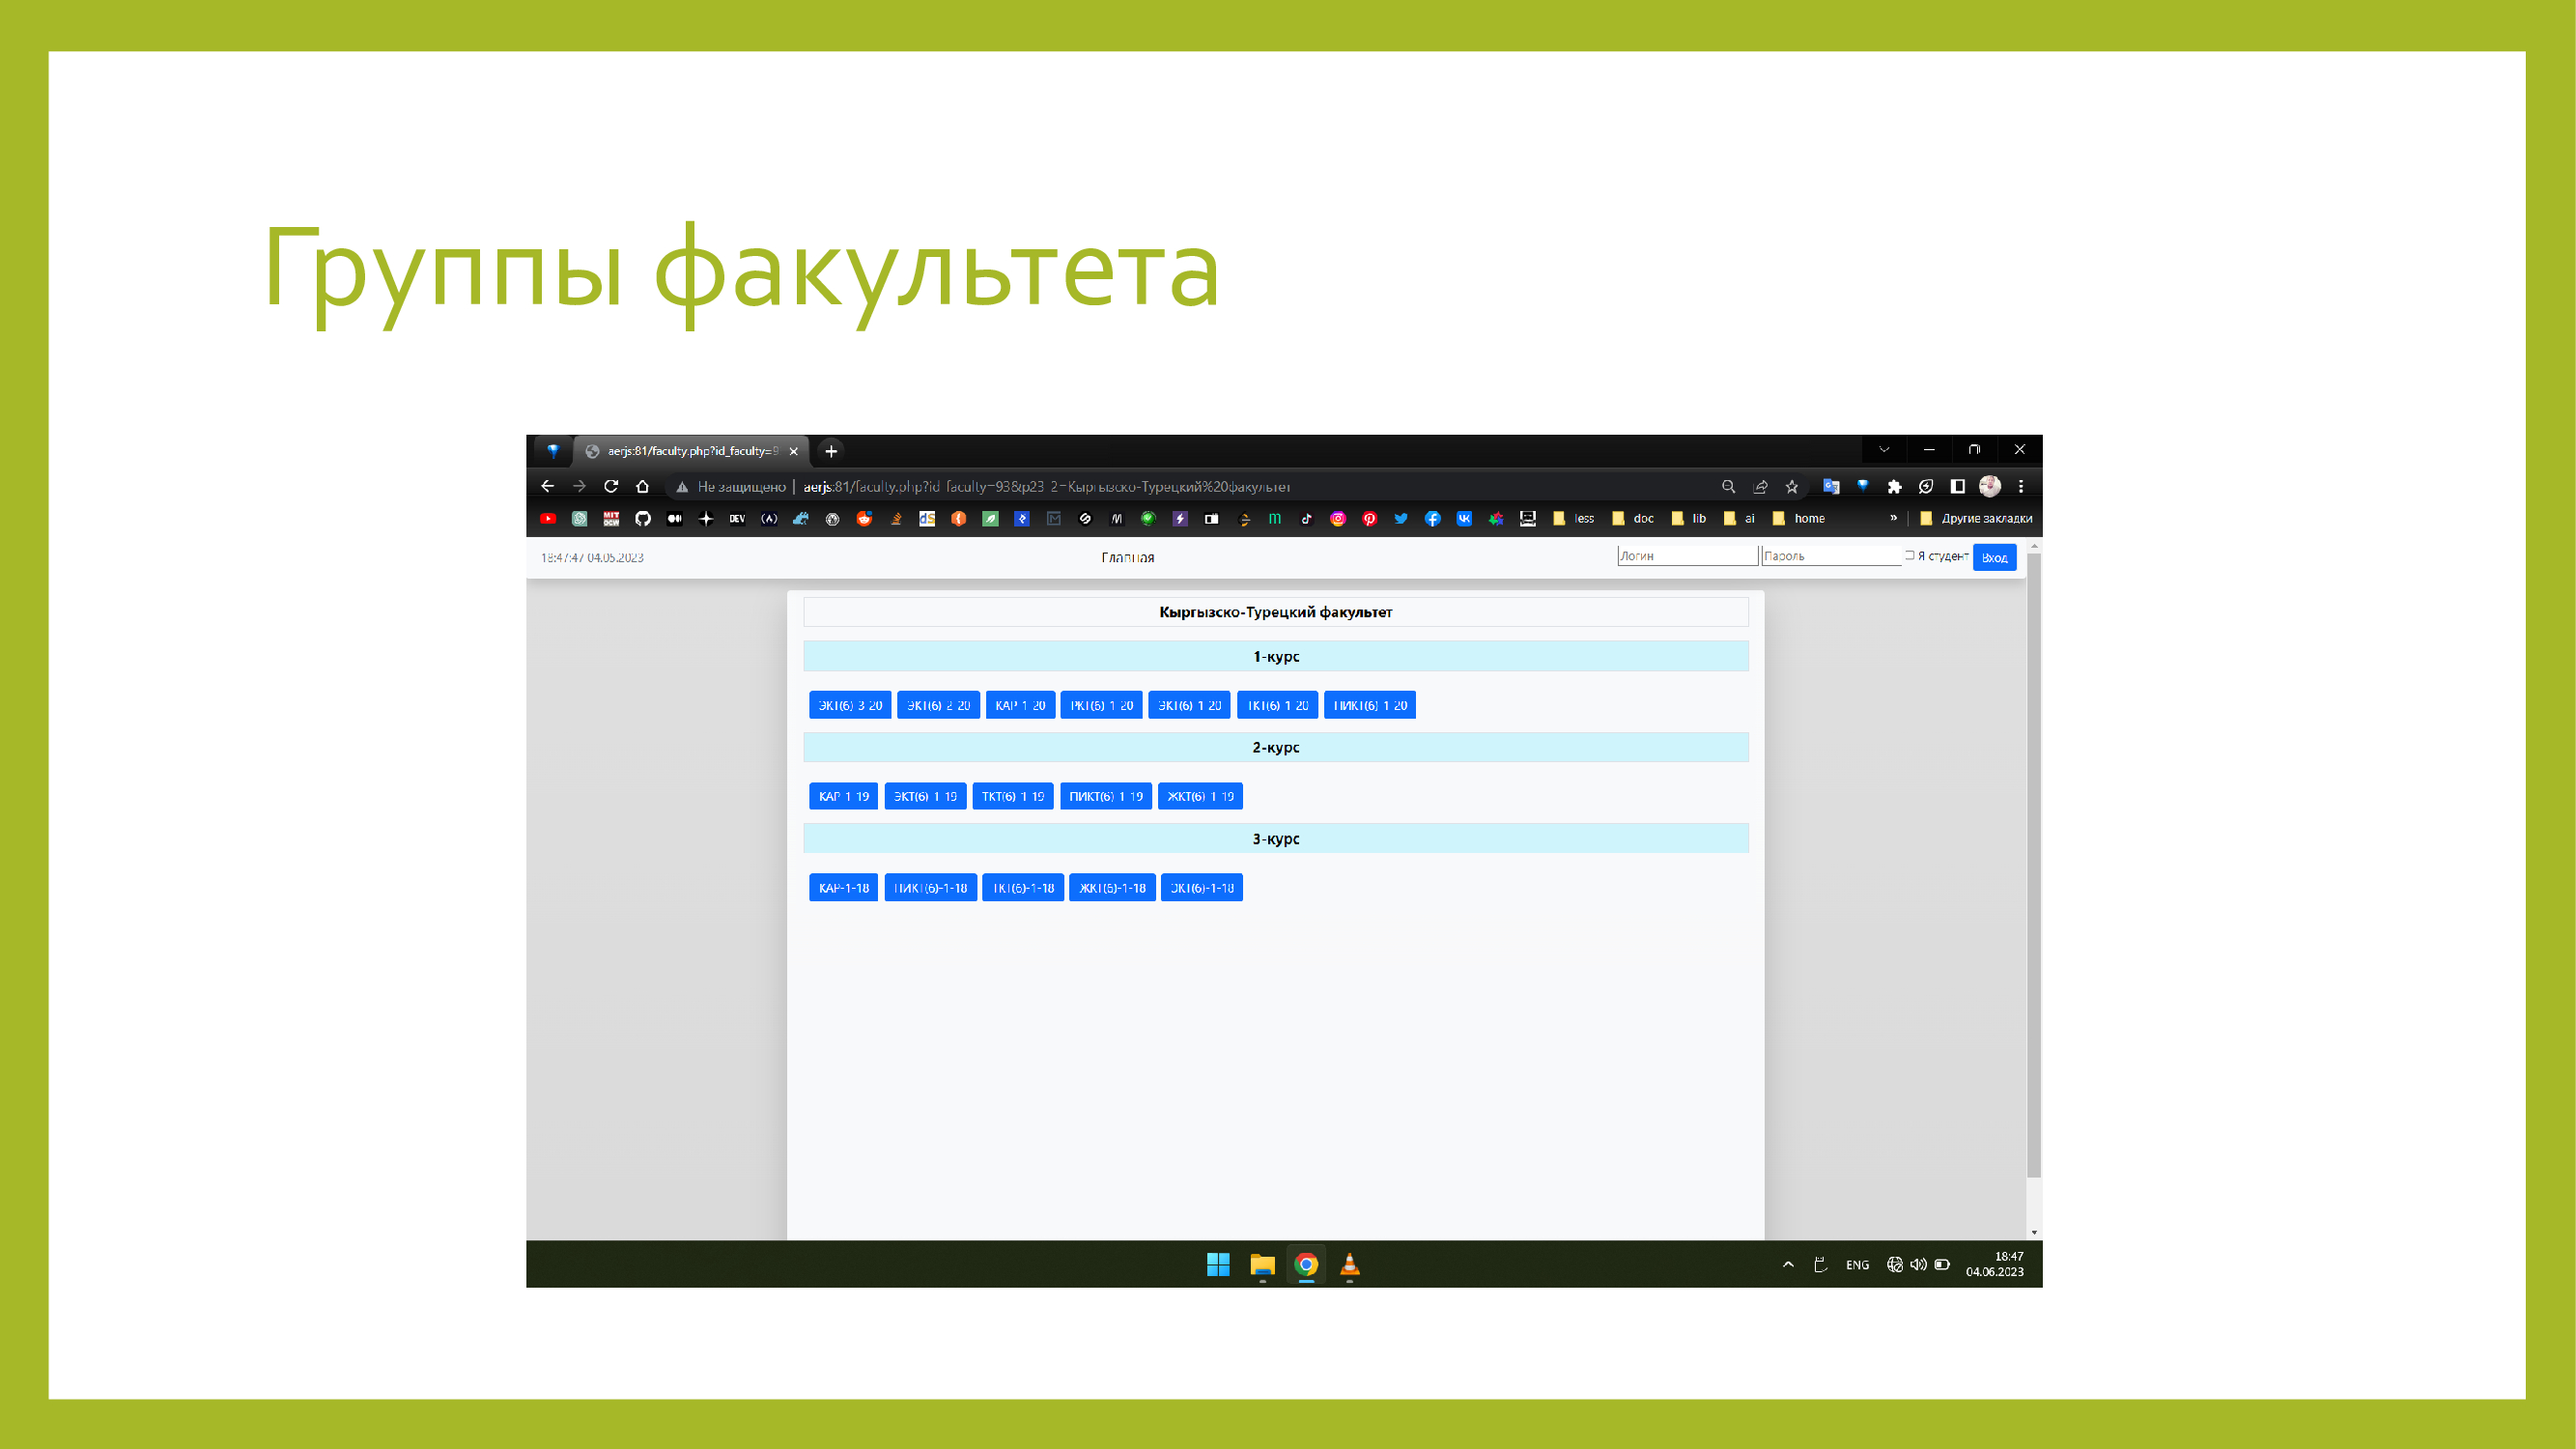 Группы факультета
aerjs:81/faculty.php?id_faculty=9
Не защищено | aerjs:81/faculty.php?id_faculty=93&p23_2=Кыргызско-Турецкий%20факультет
MIT OCW DEV less doc lib ai home » Другие закладки
18:47:47 04.05.2023 Главная Логин Пароль Я студент Вход
Кыргызско-Турецкий факультет
1-курс
ЭКТ(б)-3-20 ЭКТ(б)-2-20 КАР-1-20 РКТ(б)-1-20 ЭКТ(б)-1-20 ТКТ(б)-1-20 ПИКТ(б)-1-20
2-курс
КАР-1-19 ЭКТ(б)-1-19 ТКТ(б)-1-19 ПИКТ(б)-1-19 ЖКТ(б)-1-19
3-курс
КАР-1-18 ПИКТ(б)-1-18 ТКТ(б)-1-18 ЖКТ(б)-1-18 ЭКТ(б)-1-18
ENG 18:47
04.06.2023